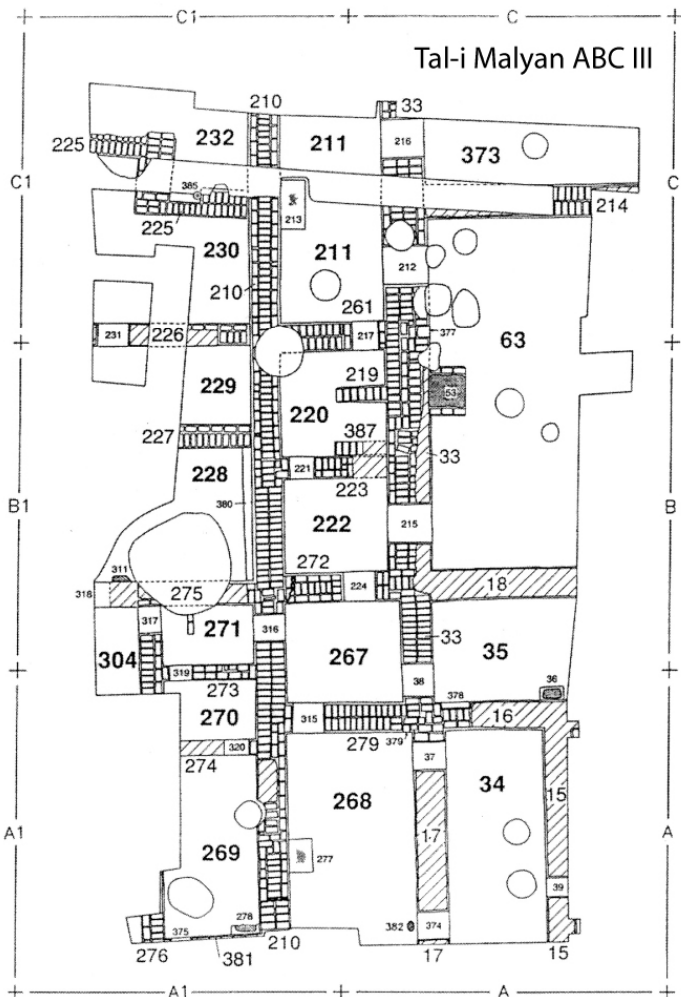 C1 C
Tal-i Malyan ABC III
210 33
225 232 211 216 373
C1 C
385 213 214
225
230 211 212
210 261
231 226 217 377 63
219
229 220 53
227 387 33
228 221
223
B1 380 222 215 B
272
311
318 275 224 18
317 271 316 33
304 267 35
319 38 36
273 378
270 315 16
279 379
320 37
274 34
268 15
A1 17 A
269 277
39
278 382 374
375
276 381 210 17 15
A1 A